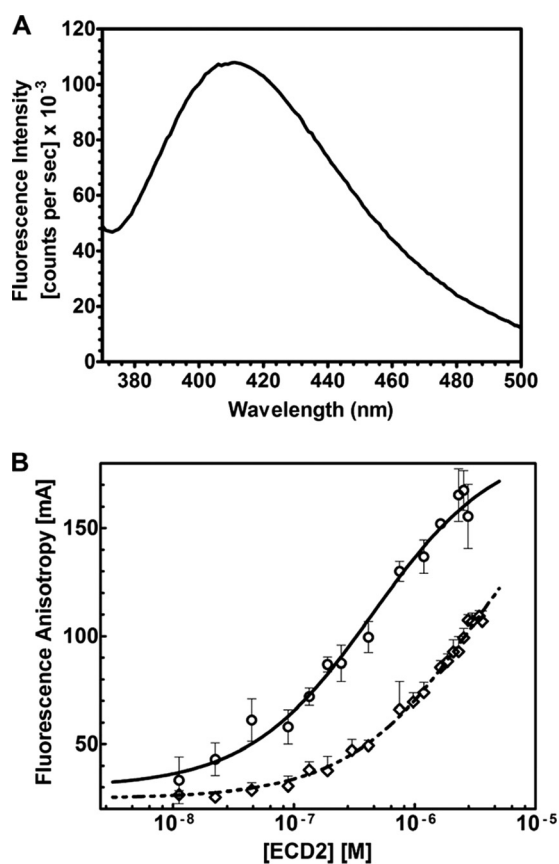 A
Fluorescence Intensity
[counts per sec] x 10⁻³
120
100
80
60
40
20
0
380 400 420 440 460 480 500
Wavelength (nm)
B
Fluorescence Anisotropy [mA]
150
100
50
10⁻⁸ 10⁻⁷ 10⁻⁶ 10⁻⁵
[ECD2] [M]